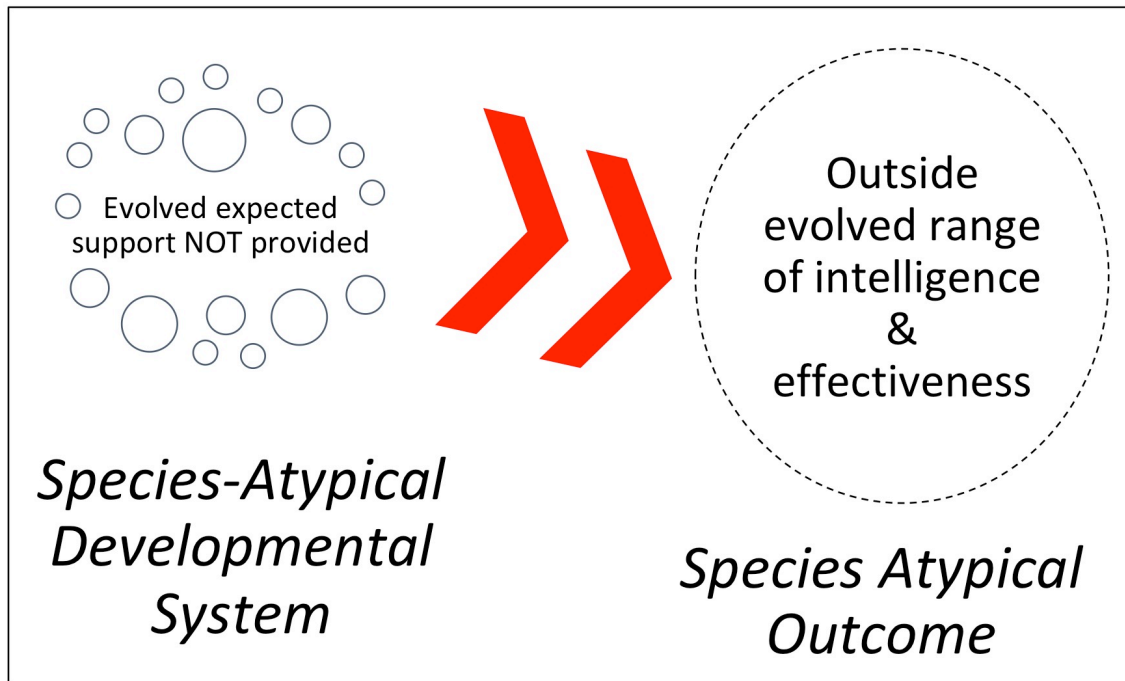 Evolved expected
support NOT provided
Species-Atypical
Developmental
System
Outside
evolved range
of intelligence
&
effectiveness
Species Atypical
Outcome